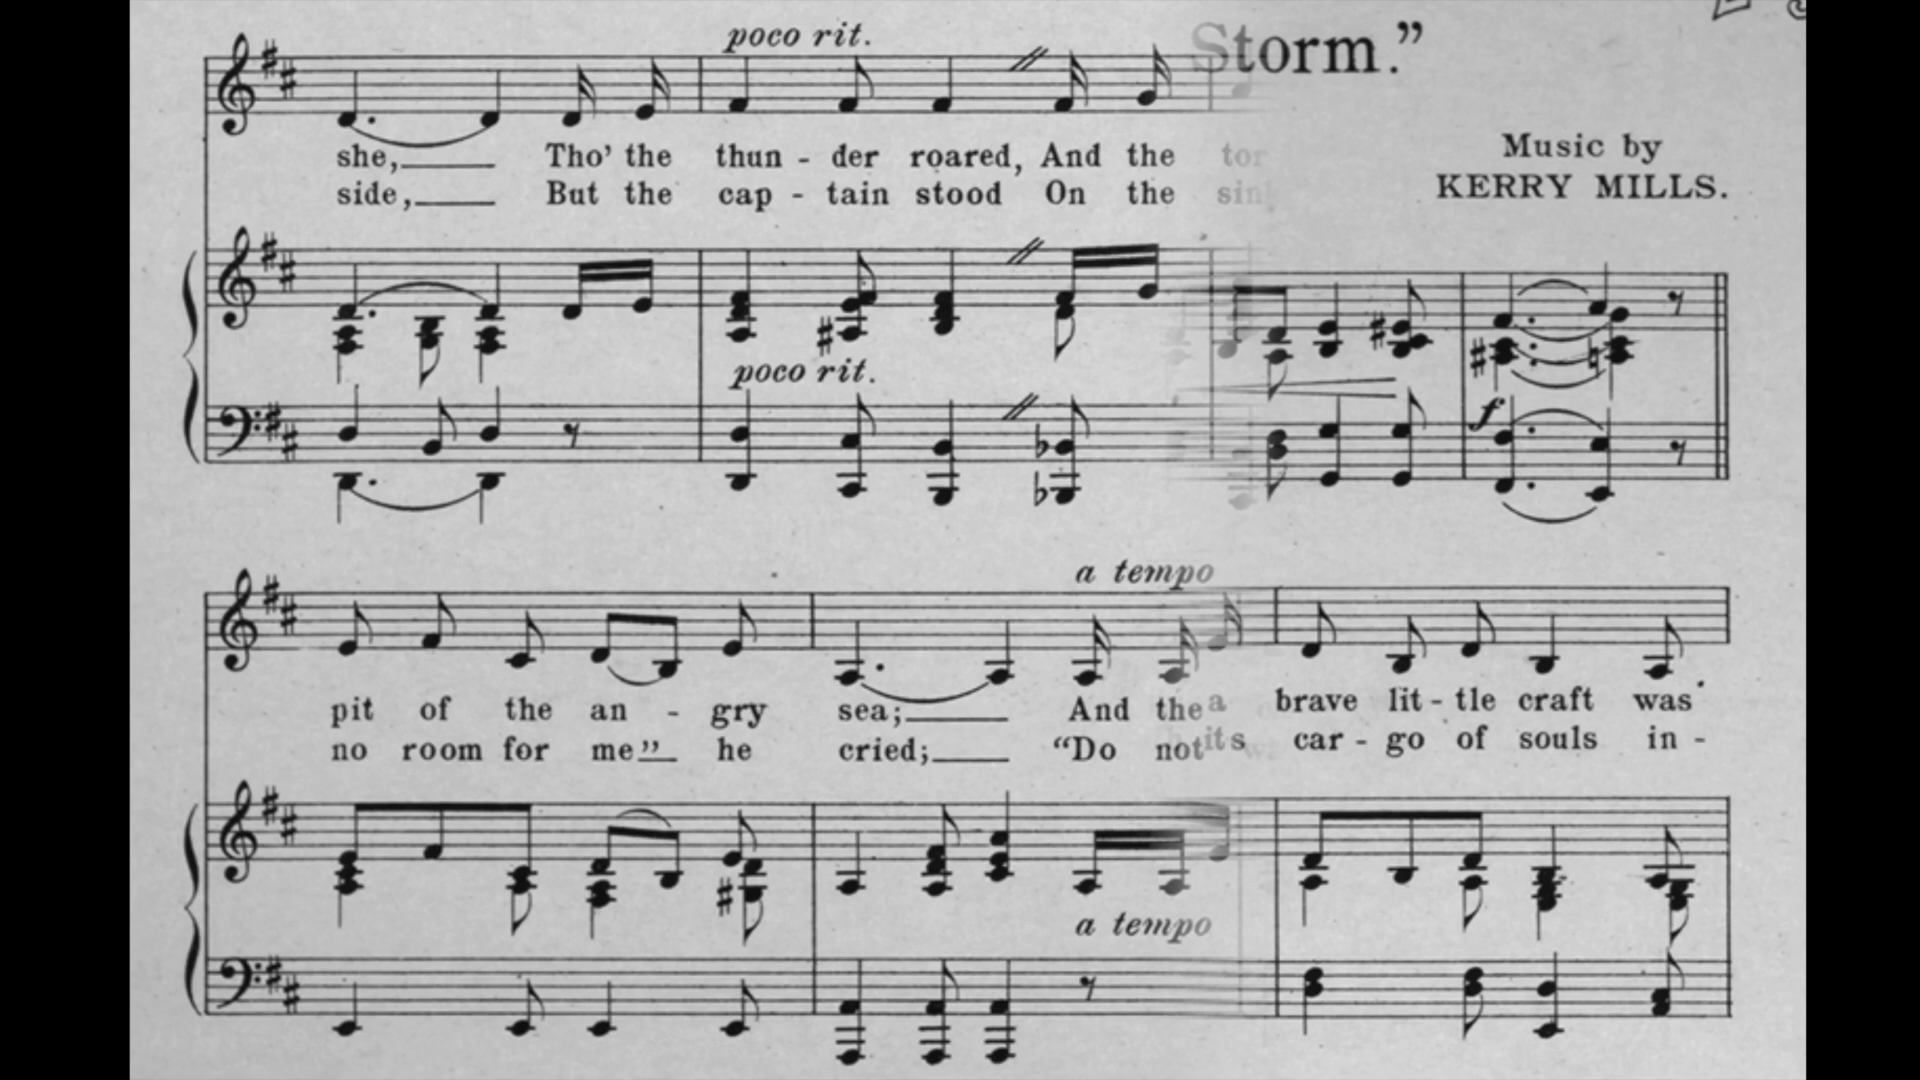 poco rit.
Storm.”
Music by
KERRY MILLS.
she, Tho’ the thun - der roared, And the
side, But the cap - tain stood On the
poco rit.
f
a tempo
pit of the an - gry sea; And the a brave lit - tle craft was
no room for me” he cried; “Do not its car - go of souls in -
a tempo